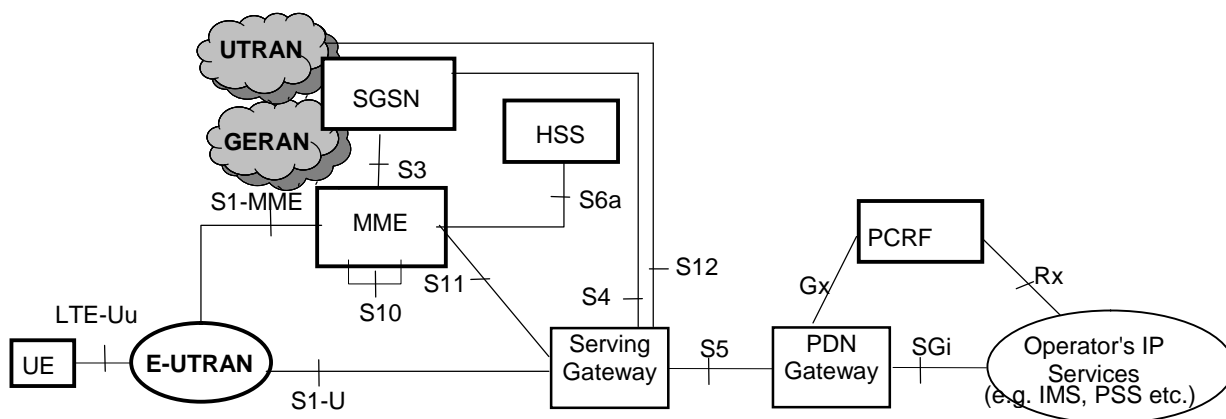 UTRAN
SGSN
HSS
GERAN
S3
S1-MME
S6a
MME
PCRF
S12
S11
Gx
Rx
S4
S10
LTE-Uu
Serving
Gateway
PDN
Gateway
Operator's IP
Services
(e.g. IMS, PSS etc.)
S5
SGi
UE
E-UTRAN
S1-U